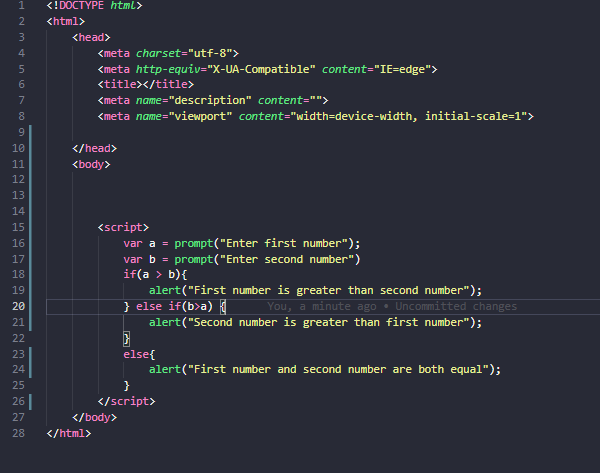 1 <!DOCTYPE html>
2 <html>
3 <head>
4 <meta charset="utf-8">
5 <meta http-equiv="X-UA-Compatible" content="IE=edge">
6 <title></title>
7 <meta name="description" content="">
8 <meta name="viewport" content="width=device-width, initial-scale=1">
9
10 </head>
11 <body>
12
13
14
15 <script>
16 var a = prompt("Enter first number");
17 var b = prompt("Enter second number")
18 if(a > b){
19 alert("First number is greater than second number");
20 } else if(b>a) { You, a minute ago • Uncommitted changes
21 alert("Second number is greater than first number");
22 }
23 else{
24 alert("First number and second number are both equal");
25 }
26 </script>
27 </body>
28 </html>